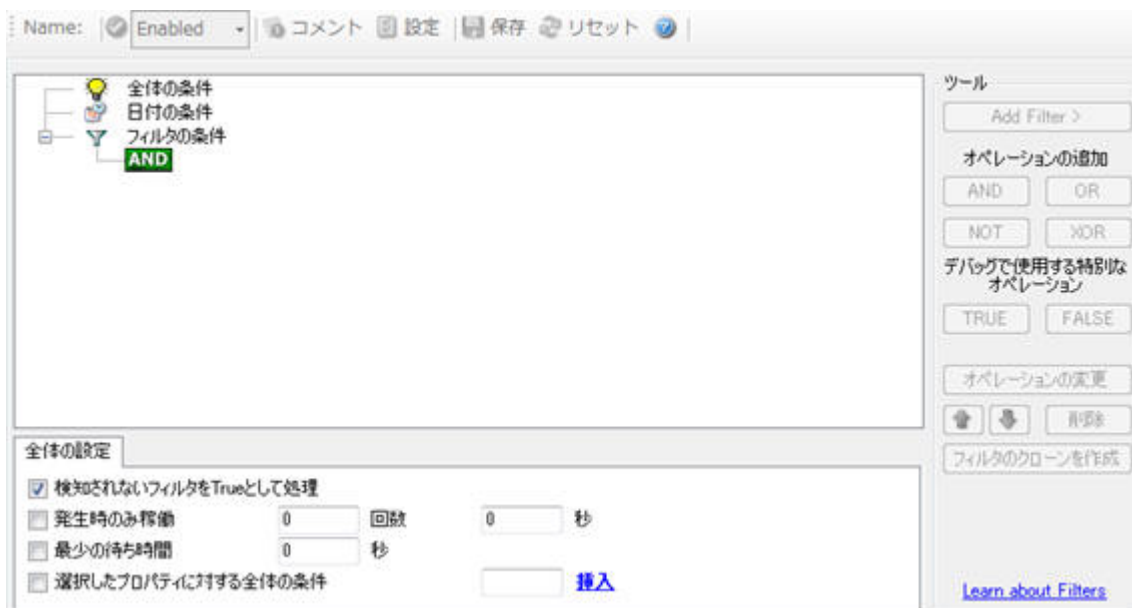 Name: Enabled コメント 設定 保存 リセット
全体の条件
日付の条件
フィルタの条件
AND
ツール
Add Filter >
オペレーションの追加
AND OR
NOT XOR
デバッグで使用する特別な
オペレーション
TRUE FALSE
オペレーションの変更
削除
フィルタのクローンを作成
全体の設定
検知されないフィルタをTrueとして処理
発生時のみ稼働 0 回数 0 秒
最少の待ち時間 0 秒
選択したプロパティに対する全体の条件 挿入
Learn about Filters